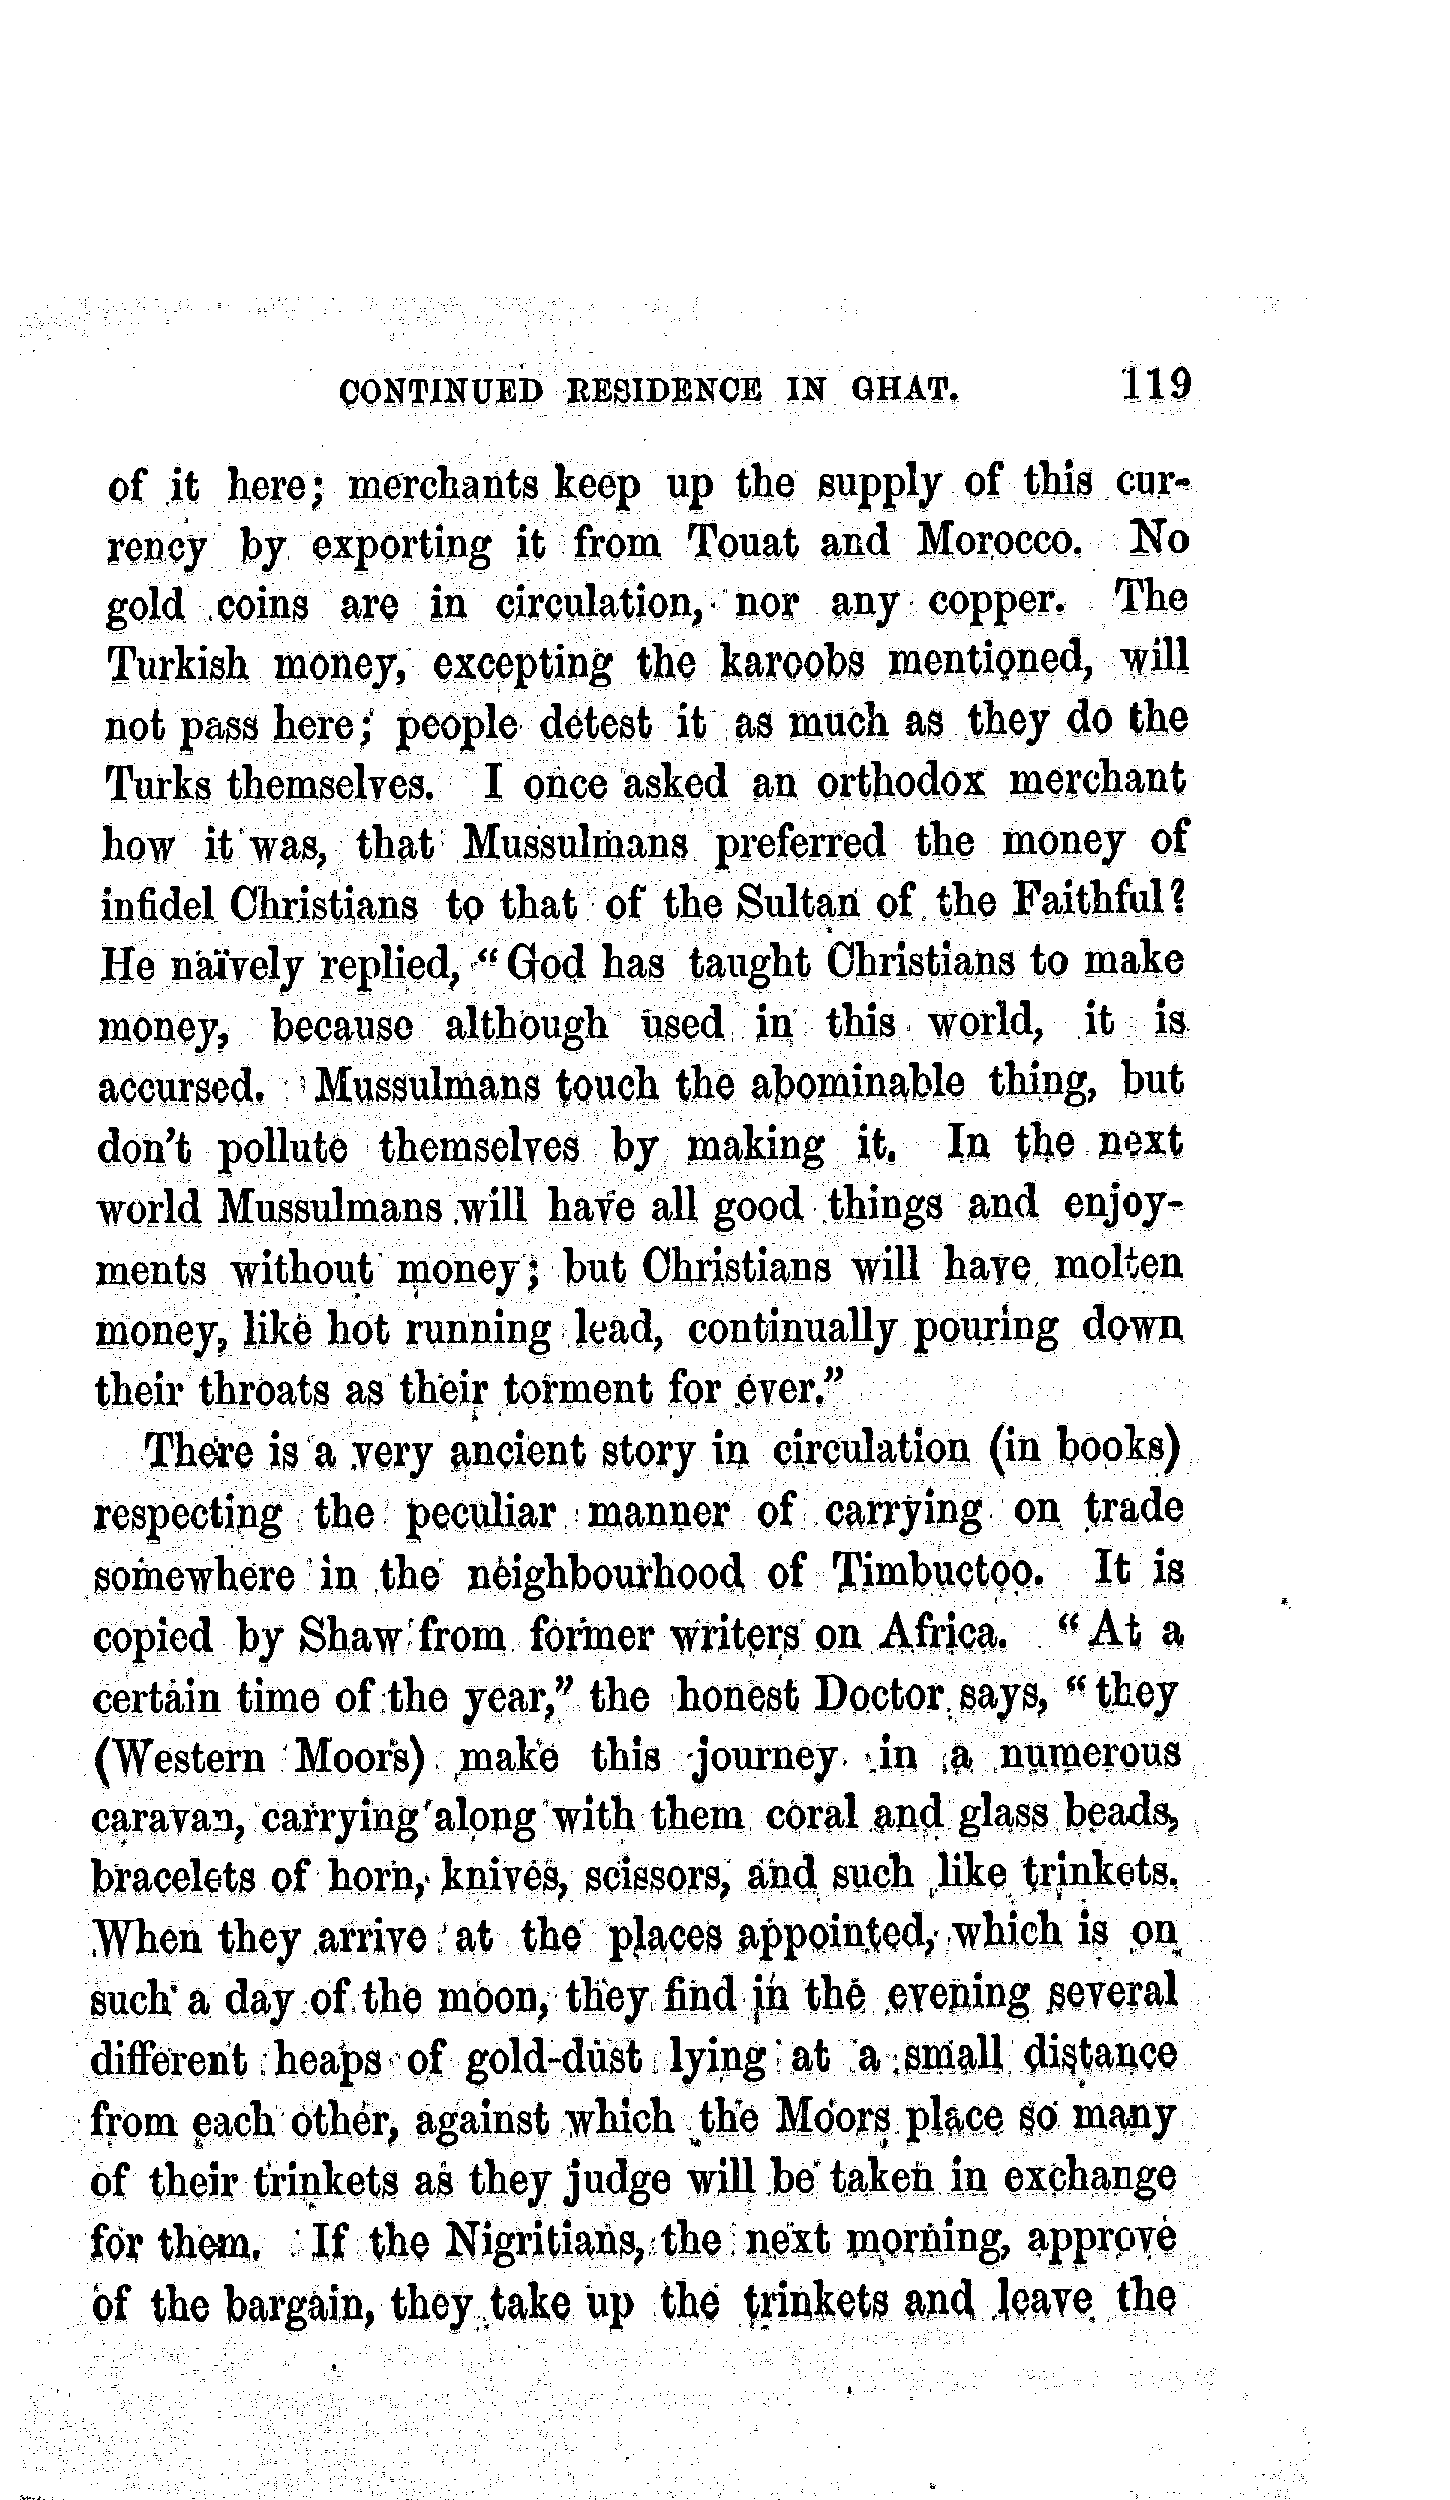 CONTINUED RESIDENCE IN GHAT. 119
of it here; merchants keep up the supply of this cur-
rency by exporting it from Touat and Morocco. No
gold coins are in circulation, nor any copper. The
Turkish money, excepting the karoobs mentioned, will
not pass here; people detest it as much as they do the
Turks themselves. I once asked an orthodox merchant
how it was, that Mussulmans preferred the money of
infidel Christians to that of the Sultan of the Faithful?
He naïvely replied, “God has taught Christians to make
money, because although used in this world, it is
accursed. Mussulmans touch the abominable thing, but
don't pollute themselves by making it. In the next
world Mussulmans will have all good things and enjoy-
ments without money; but Christians will have molten
money, like hot running lead, continually pouring down
their throats as their torment for ever.”
There is a very ancient story in circulation (in books)
respecting the peculiar manner of carrying on trade
somewhere in the neighbourhood of Timbuctoo. It is
copied by Shaw from former writers on Africa. “At a
certain time of the year,” the honest Doctor says, “they
(Western Moors) make this journey in a numerous
caravan, carrying along with them coral and glass beads,
bracelets of horn, knives, scissors, and such like trinkets.
When they arrive at the places appointed, which is on
such a day of the moon, they find in the evening several
different heaps of gold-dust lying at a small distance
from each other, against which the Moors place so many
of their trinkets as they judge will be taken in exchange
for them. If the Nigritians, the next morning, approve
of the bargain, they take up the trinkets and leave the